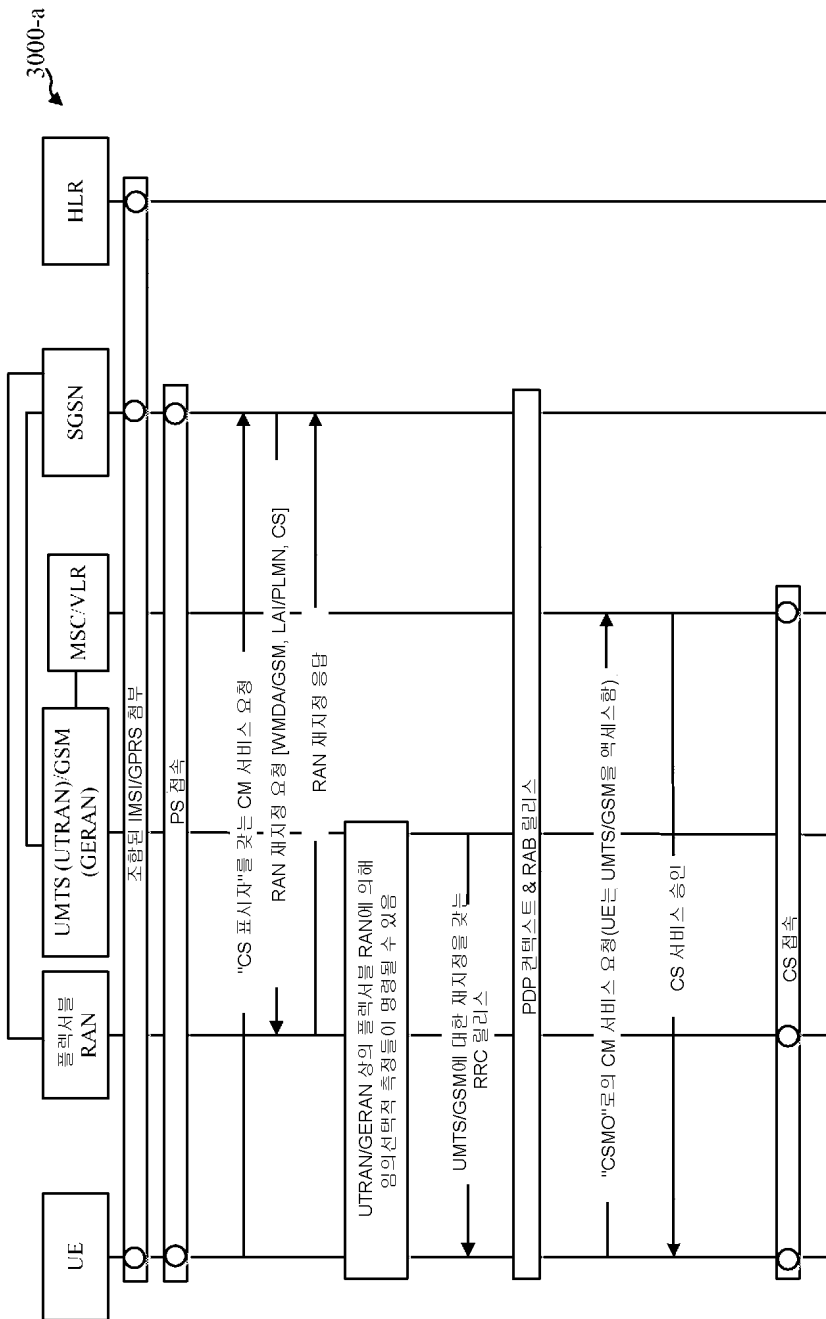 3000-a
UE
플렉서블
RAN
UMTS (UTRAN)/GSM
(GERAN)
MSC/VLR
SGSN
HLR
조합된 IMSI/GPRS 첨부
PS 접속
"CS 표시자"를 갖는 CM 서비스 요청
RAN 재지정 요청 [WMDA/GSM, LAI/PLMN, CS]
RAN 재지정 응답
UTRAN/GERAN 상의 플렉서블 RAN에 의해
임의선택적 측정들이 명령될 수 있음
UMTS/GSM에 대한 재지정을 갖는
RRC 릴리스
PDP 컨텍스트 & RAB 릴리스
"CSMO"로의 CM 서비스 요청(UE는 UMTS/GSM을 액세스함).
CS 서비스 승인
CS 접속